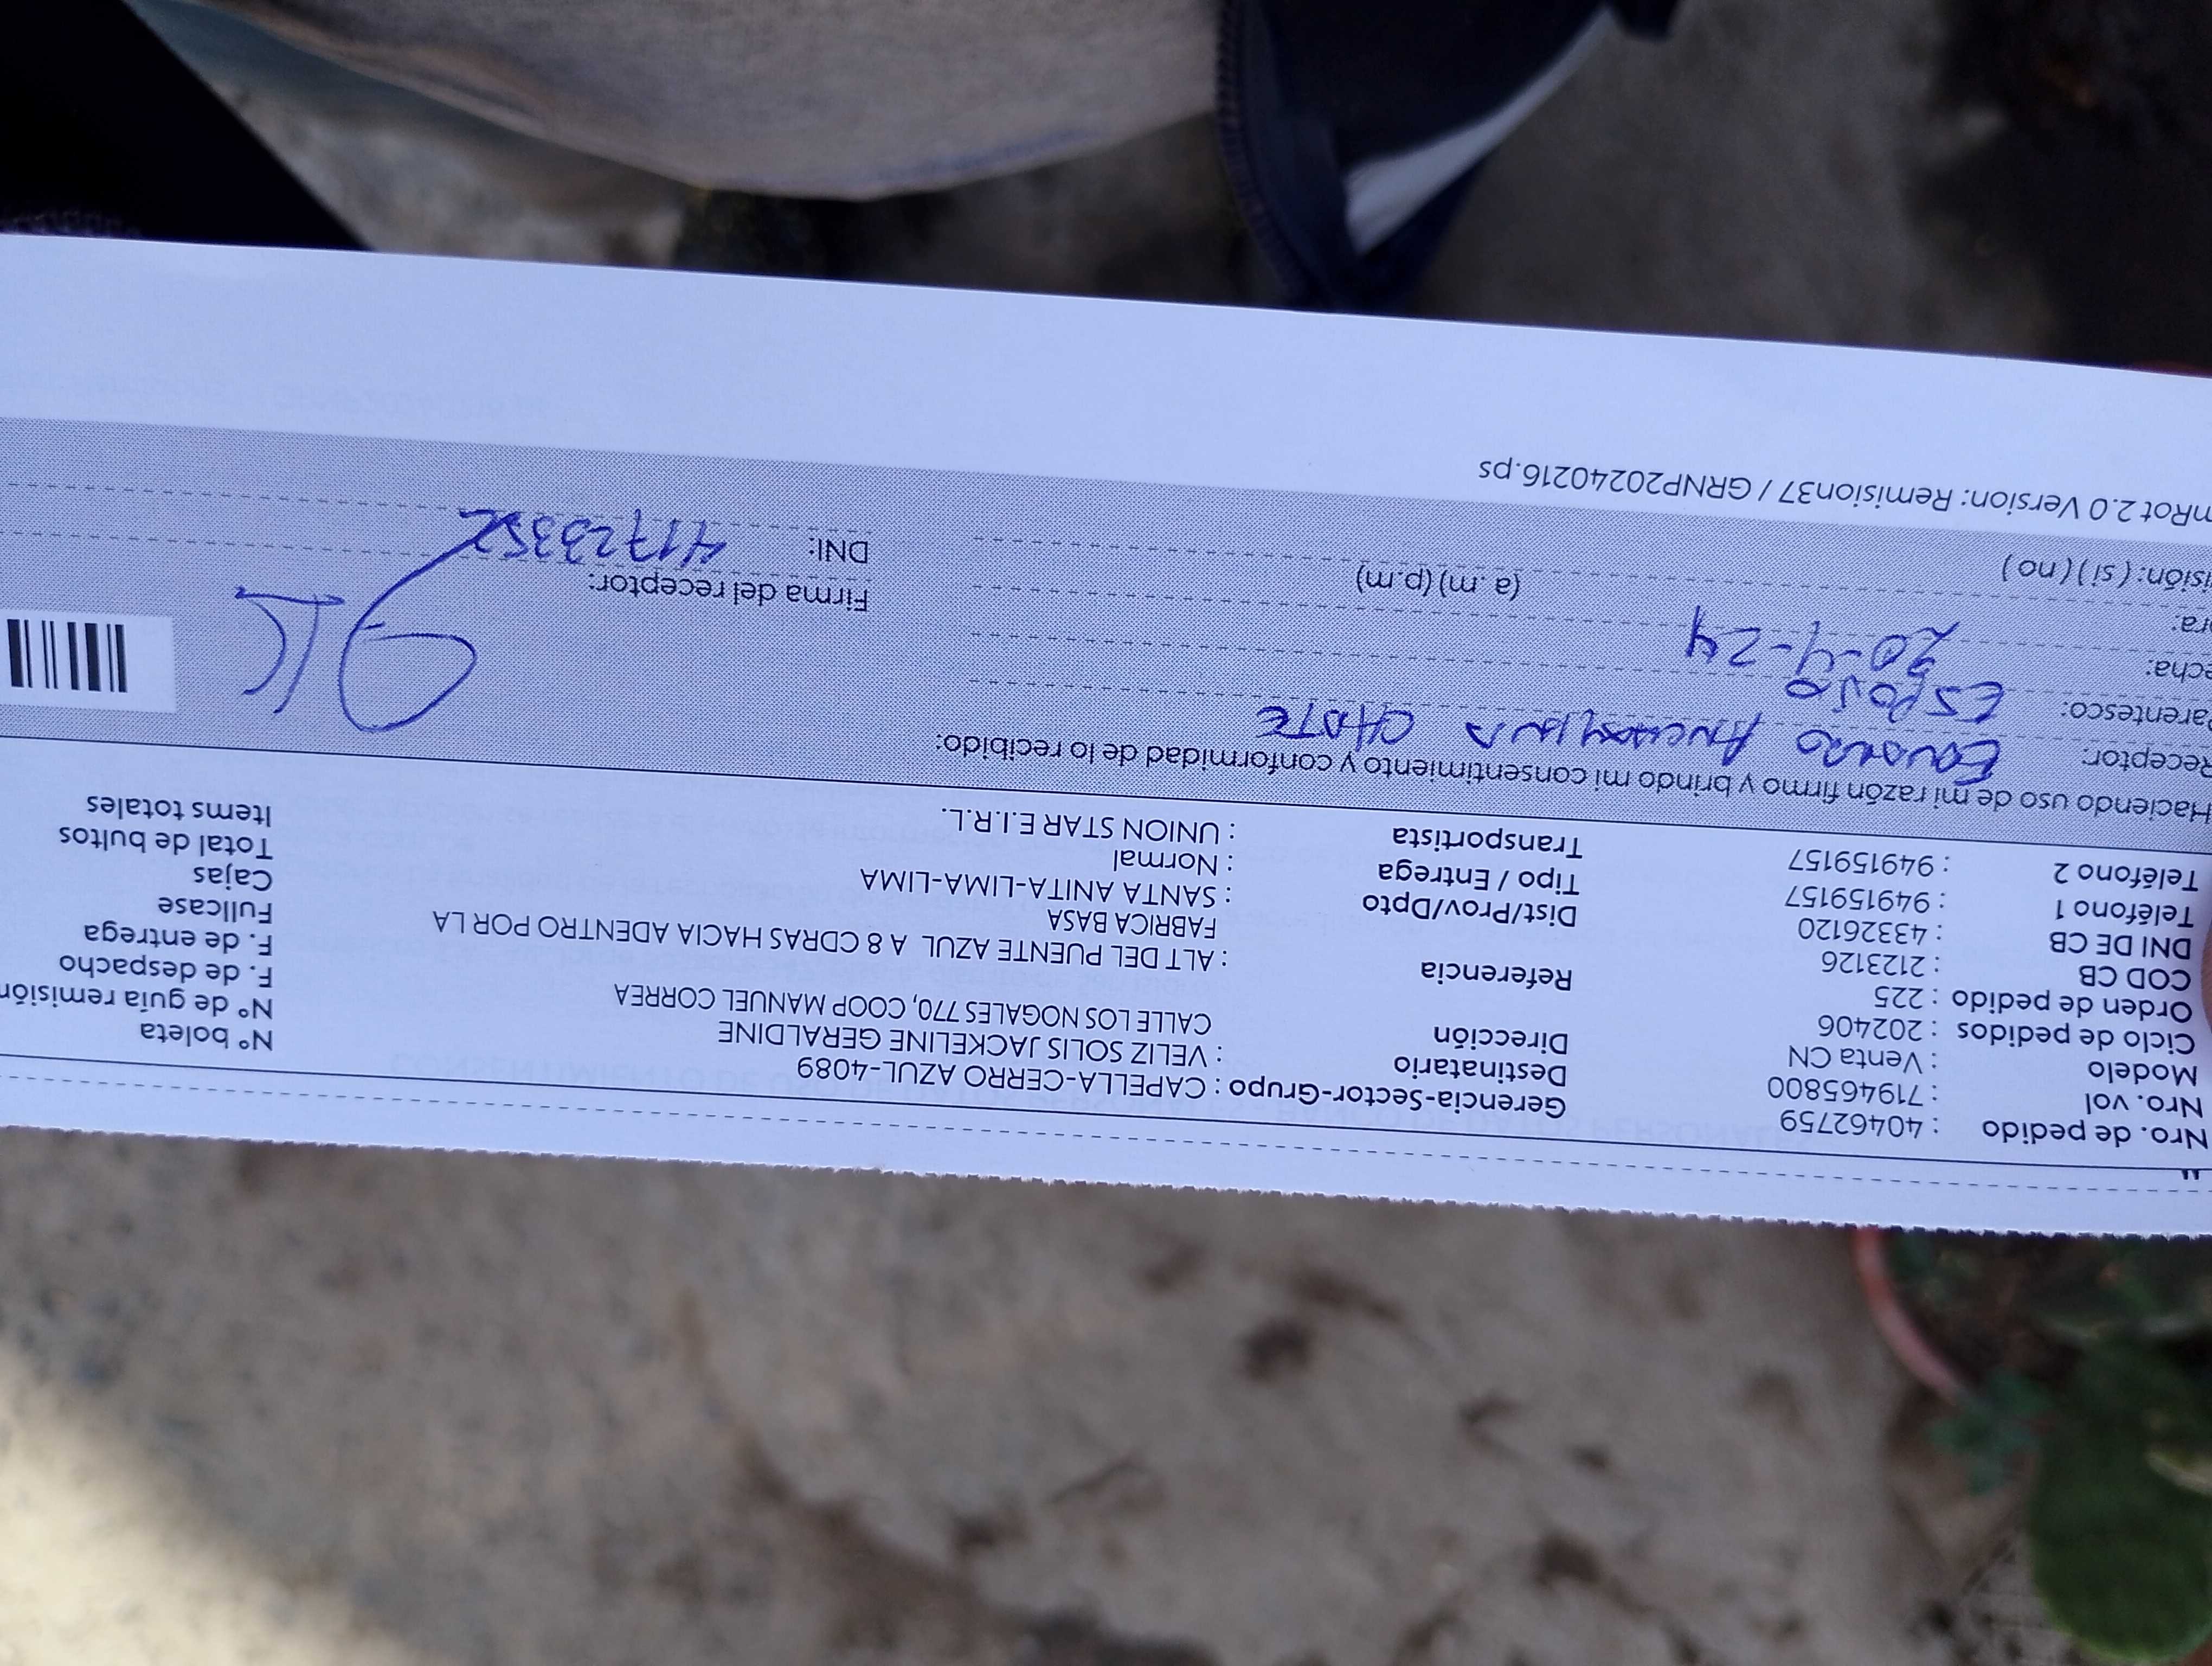 Nro. de pedido : 40462759
Nro. vol : 719465800
Modelo : Venta CN
Ciclo de pedidos : 202406
Orden de pedido : 225
COD CB : 2123126
DNI DE CB : 43326120
Teléfono 1 : 949159157
Teléfono 2 : 949159157
Gerencia-Sector-Grupo : CAPELLA-CERRO AZUL-4089
Destinatario : VELIZ SOLIS JACKELINE GERALDINE
Dirección CALLE LOS NOGALES 770, COOP MANUEL CORREA
Referencia : ALT DEL PUENTE AZUL A 8 CDRAS HACIA ADENTRO POR LA
FABRICA BASA
Dist/Prov/Dpto : SANTA ANITA-LIMA-LIMA
Tipo / Entrega : Normal
Transportista : UNION STAR E.I.R.L.
N° boleta
N° de guía remisión
F. de despacho
F. de entrega
Fullcase
Cajas
Total de bultos
Items totales
Haciendo uso de mi razón firmo y brindo mi consentimiento y conformidad de lo recibido:
Receptor:
Parentesco: ESPOSO
echa: 20-4-24
ora: (a .m) (p.m)
isión: ( si ) ( no )
Firma del receptor:
DNI: 41723352
mRot 2.0 Version: Remision37 / GRNP20240216.ps